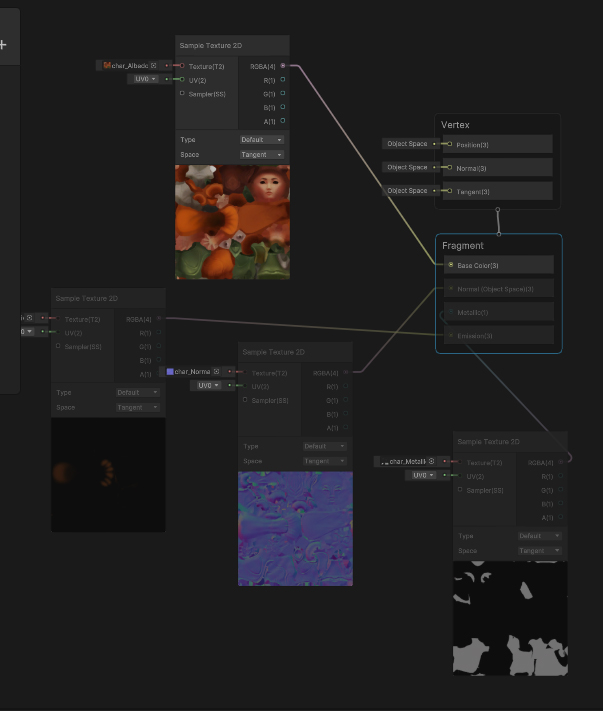 +
Sample Texture 2D
char_Albedo
Texture(T2)
RGBA(4)
UV0
UV(2)
R(1)
Sampler(SS)
G(1)
B(1)
A(1)
Type
Default
Space
Tangent
Vertex
Object Space
Position(3)
Object Space
Normal(3)
Object Space
Tangent(3)
Fragment
Base Color(3)
Normal (Object Space)(3)
Metallic(1)
Emission(3)
Sample Texture 2D
Texture(T2)
RGBA(4)
UV(2)
R(1)
Sampler(SS)
G(1)
B(1)
A(1)
Type
Default
Space
Tangent
Sample Texture 2D
char_Norma
Texture(T2)
RGBA(4)
UV0
UV(2)
R(1)
Sampler(SS)
G(1)
B(1)
A(1)
Type
Default
Space
Tangent
Sample Texture 2D
char_Metalli
Texture(T2)
RGBA(4)
UV0
UV(2)
R(1)
Sampler(SS)
G(1)
B(1)
A(1)
Type
Default
Space
Tangent